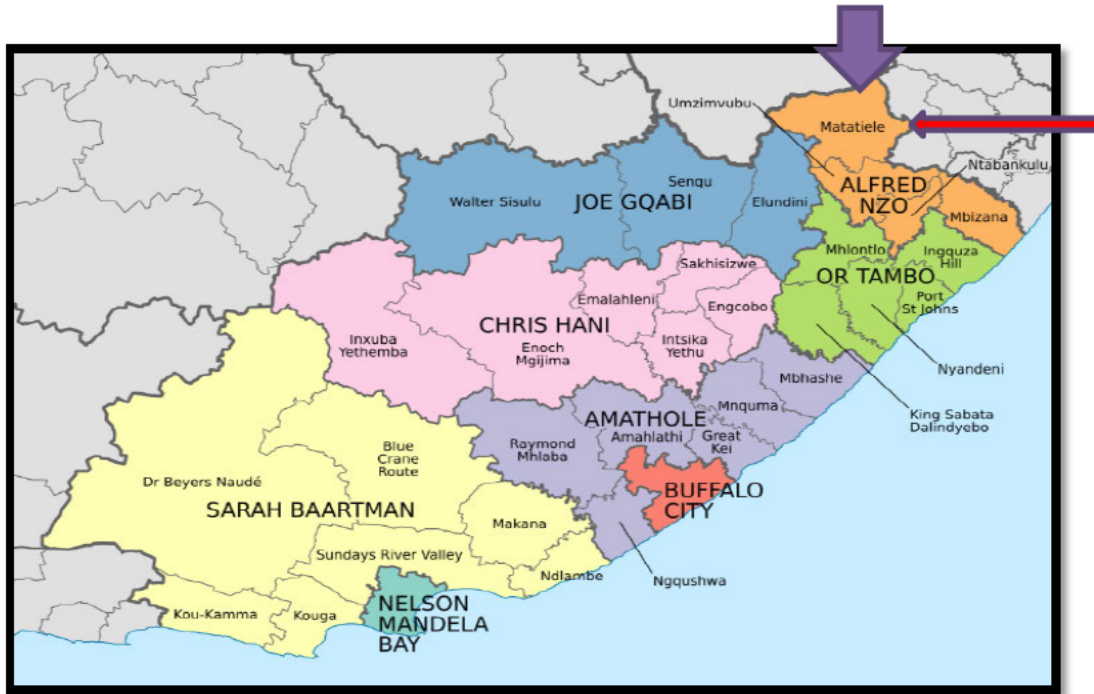 Umzimvubu
Matatiele
Ntabankulu
ALFRED
NZO
Mbizana
Senqu
Walter Sisulu
JOE GQABI
Elundini
Mhlontlo
Ingquza
Hill
OR TAMBO
Port
St Johns
Sakhisizwe
Emalahleni
Engcobo
CHRIS HANI
Inxuba
Yethemba
Enoch
Mgijima
Intsika
Yethu
Nyandeni
Mbhashe
King Sabata
Dalindyebo
Mnquma
AMATHOLE
Amahlathi
Great
Kei
Raymond
Mhlaba
Blue
Crane
Route
Dr Beyers Naudé
SARAH BAARTMAN
BUFFALO
CITY
Makana
Sundays River Valley
Ndlambe
Ngqushwa
Kou-Kamma
Kouga
NELSON
MANDELA
BAY